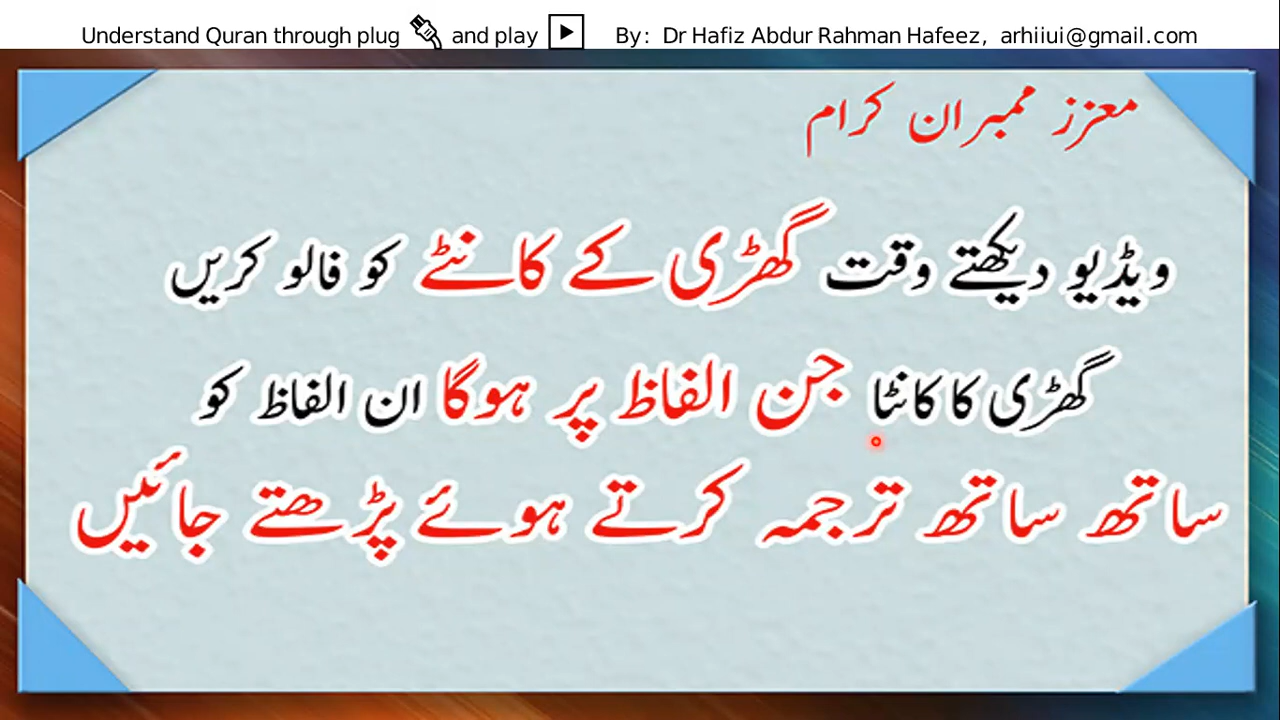 Understand Quran through plug and play By: Dr Hafiz Abdur Rahman Hafeez, arhiiui@gmail.com
معزز ممبران کرام
ویڈیو دیکھتے وقت گھڑی کے کانٹے کو فالو کریں
گھڑی کا کانٹا جن الفاظ پر ہوگا ان الفاظ کو
ساتھ ساتھ ترجمہ کرتے ہوئے پڑھتے جائیں